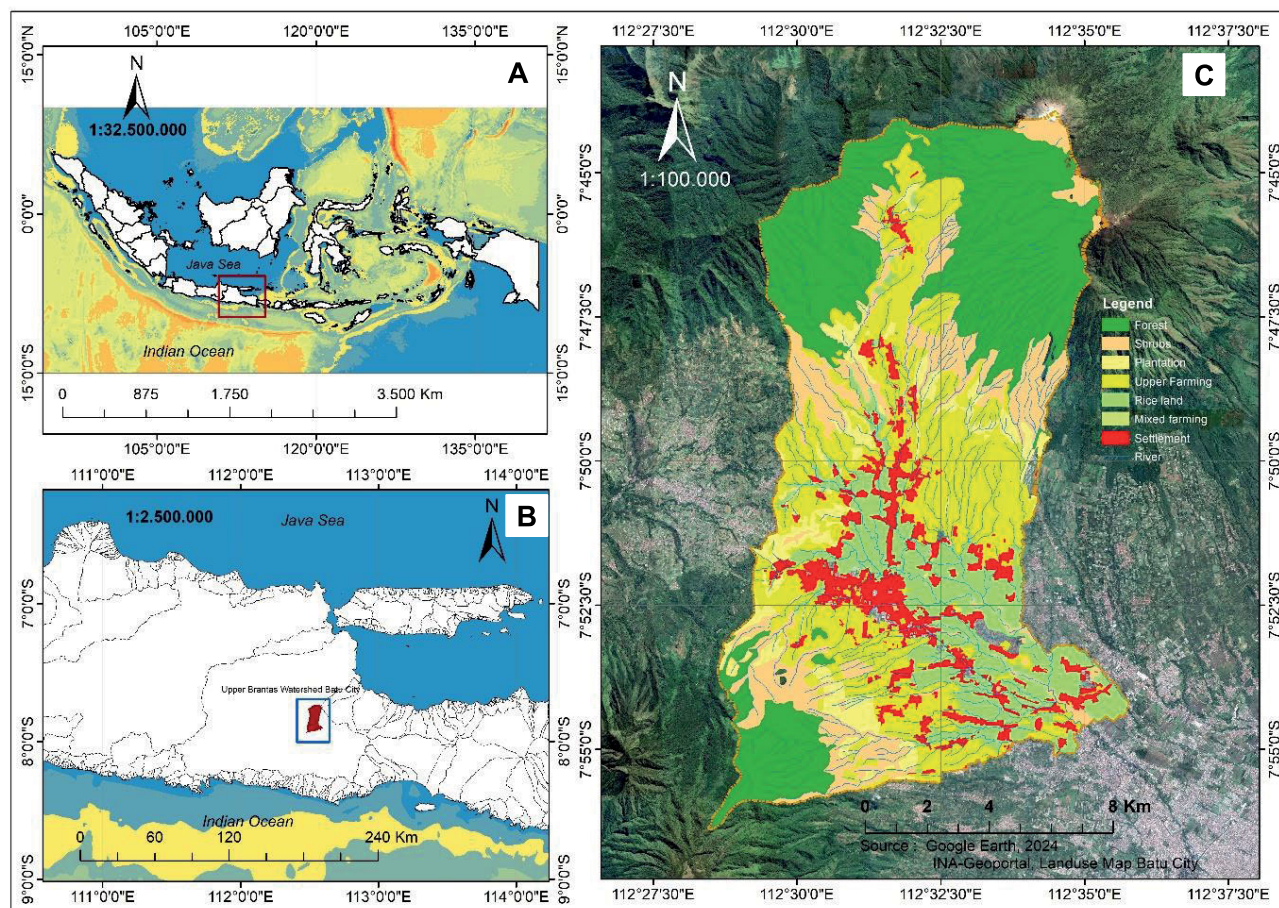 105°0'0"E 120°0'0"E 135°0'0"E
15°0'0"N
15°0'0"N
N
A
1:32.500.000
0°0'0"
0°0'0"
Java Sea
Indian Ocean
15°0'0"S
15°0'0"S
0 875 1.750 3.500 Km
105°0'0"E 120°0'0"E 135°0'0"E
111°0'0"E 112°0'0"E 113°0'0"E 114°0'0"E
1:2.500.000
Java Sea
N
B
7°0'0"S
7°0'0"S
Upper Brantas Watershed Batu City
8°0'0"S
8°0'0"S
Indian Ocean
0 60 120 240 Km
9°0'0"S
9°0'0"S
111°0'0"E 112°0'0"E 113°0'0"E 114°0'0"E
112°27'30"E 112°30'0"E 112°32'30"E 112°35'0"E 112°37'30"E
N
C
1:100.000
7°45'0"S
7°45'0"S
7°47'30"S
7°47'30"S
Legend
Forest
Shrubs
Plantation
Upper Farming
Rice land
Mixed farming
Settlement
River
7°50'0"S
7°50'0"S
7°52'30"S
7°52'30"S
7°55'0"S
7°55'0"S
0 2 4 8 Km
Source : Google Earth, 2024
INA-Geoportal, Landuse Map Batu City
112°27'30"E 112°30'0"E 112°32'30"E 112°35'0"E 112°37'30"E